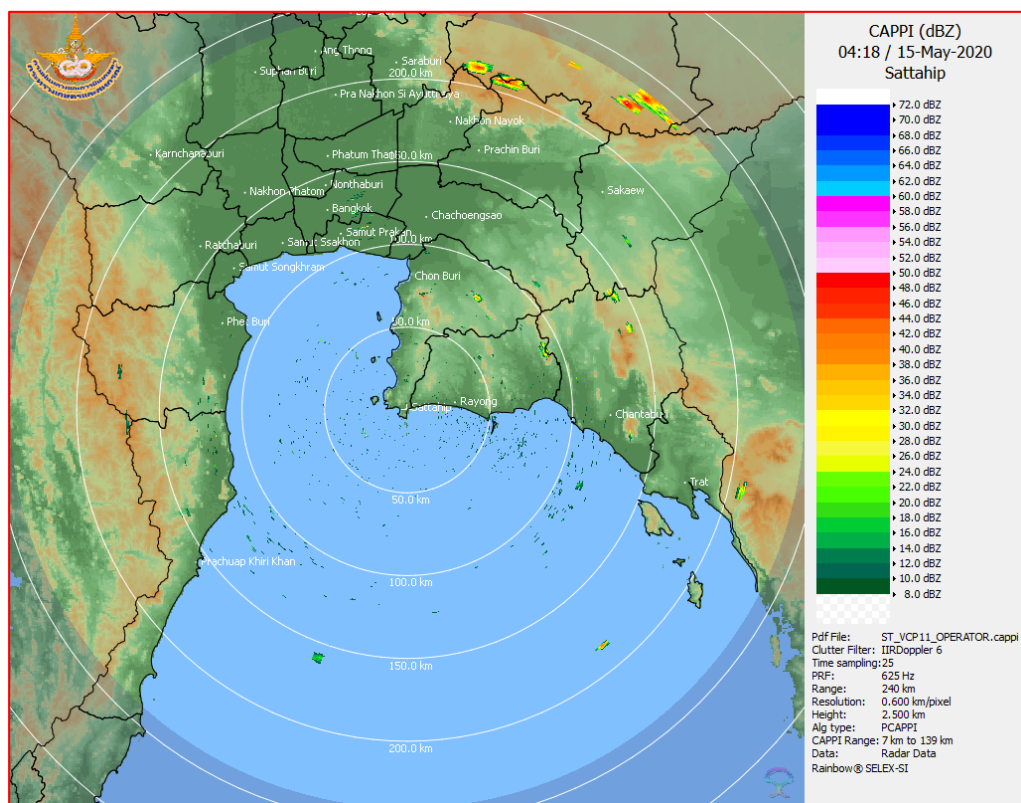 CAPPI (dBZ)
04:18 / 15-May-2020
Sattahip
72.0 dBZ
70.0 dBZ
68.0 dBZ
66.0 dBZ
64.0 dBZ
62.0 dBZ
60.0 dBZ
58.0 dBZ
56.0 dBZ
54.0 dBZ
52.0 dBZ
50.0 dBZ
48.0 dBZ
46.0 dBZ
44.0 dBZ
42.0 dBZ
40.0 dBZ
38.0 dBZ
36.0 dBZ
34.0 dBZ
32.0 dBZ
30.0 dBZ
28.0 dBZ
26.0 dBZ
24.0 dBZ
22.0 dBZ
20.0 dBZ
18.0 dBZ
16.0 dBZ
14.0 dBZ
12.0 dBZ
10.0 dBZ
8.0 dBZ
Pdf File: ST_VCP11_OPERATOR.cappi
Clutter Filter: IIRDoppler 6
Time sampling:25
PRF: 625 Hz
Range: 240 km
Resolution: 0.600 km/pixel
Height: 2.500 km
Alg type: PCAPPI
CAPPI Range: 7 km to 139 km
Data: Radar Data
Rainbow® SELEX-SI
Ang Thong
Saraburi
Suphan Buri
200.0 km
Pra Nakhon Si Ayuttaya
Nakhon Nayok
Karnchanaburi
Phatum Thani
Prachin Buri
Nonthaburi
Nakhon Phatom
Sakaew
Bangkok
Chachoengsao
Samut Prakan
Samut Ssakhon
Ratchaburi
Samut Songkhram
Chon Buri
Rayong
Sattahip
Trat
50.0 km
Prachuap Khiri Khan
100.0 km
150.0 km
200.0 km